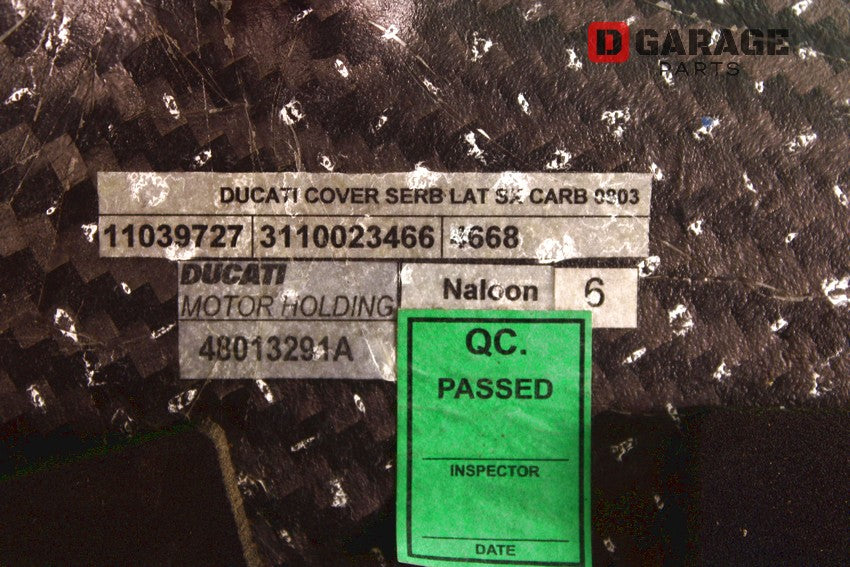 D GARAGE
PARTS
DUCATI COVER SERB LAT SX CARB 0803
11039727 3110023466 4668
DUCATI
MOTOR HOLDING
48013291A
Naloon 6
QC.
PASSED
INSPECTOR
DATE